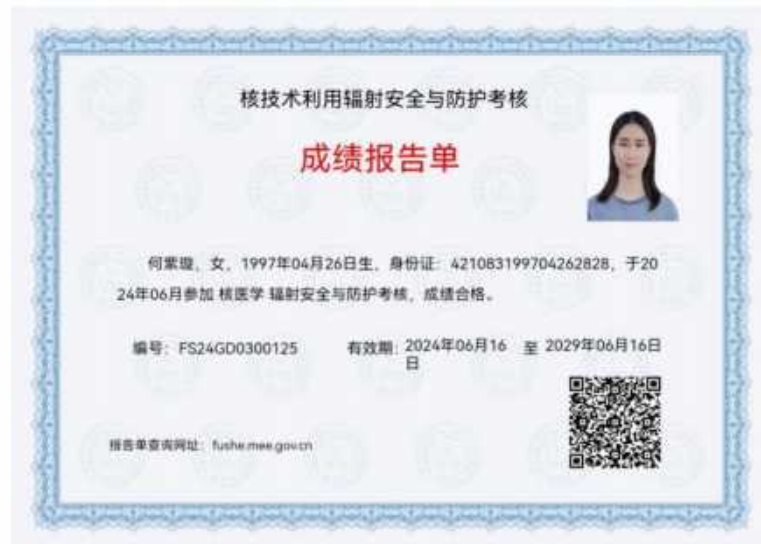 核技术利用辐射安全与防护考核
成绩报告单
何紫璇，女，1997年04月26日生，身份证：421083199704262828，于20
24年06月参加 核医学 辐射安全与防护考核，成绩合格。
编号：FS24GD0300125 有效期：2024年06月16日 至 2029年06月16日
日
报告单查询网址：fushe.mee.gov.cn